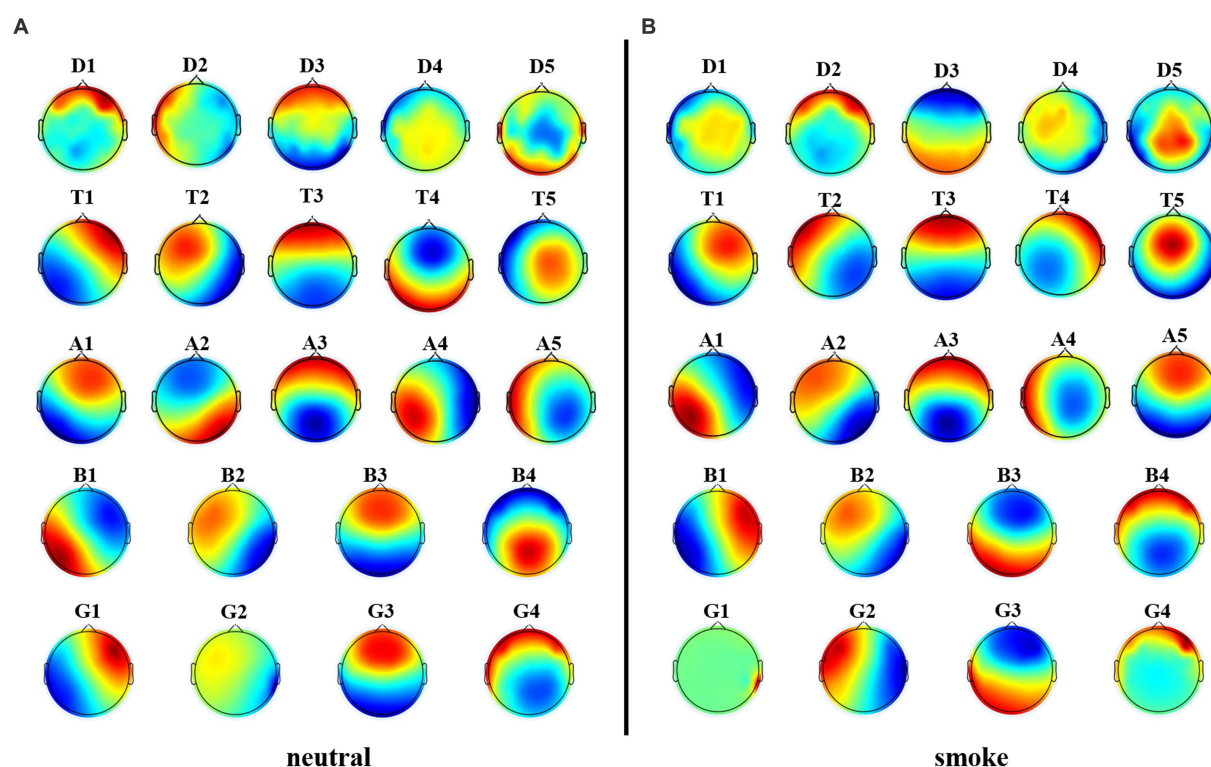 A
B
D1 D2 D3 D4 D5
D1 D2 D3 D4 D5
T1 T2 T3 T4 T5
T1 T2 T3 T4 T5
A1 A2 A3 A4 A5
A1 A2 A3 A4 A5
B1 B2 B3 B4
B1 B2 B3 B4
G1 G2 G3 G4
G1 G2 G3 G4
neutral
smoke